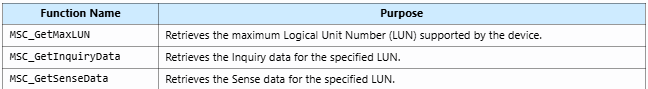 Function Name Purpose
MSC_GetMaxLUN Retrieves the maximum Logical Unit Number (LUN) supported by the device.
MSC_GetInquiryData Retrieves the Inquiry data for the specified LUN.
MSC_GetSenseData Retrieves the Sense data for the specified LUN.